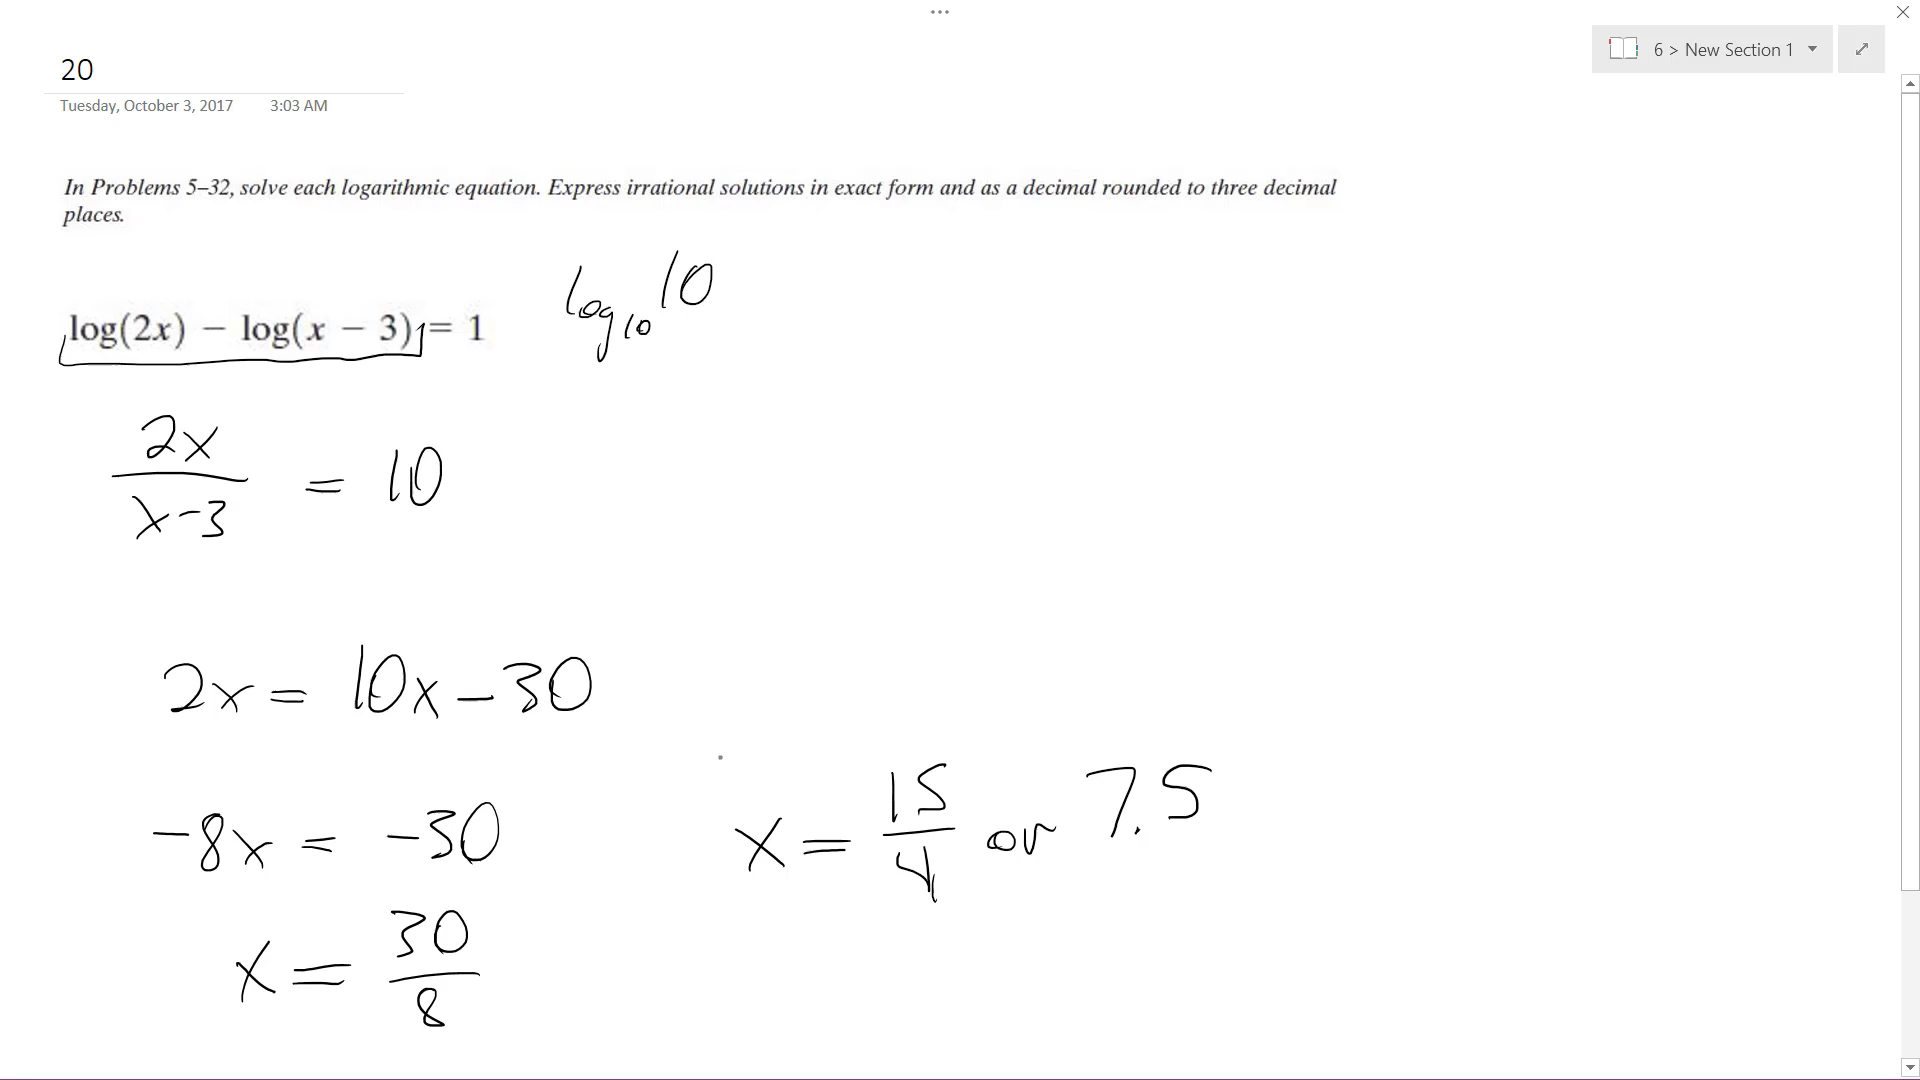 6 > New Section 1
20
Tuesday, October 3, 2017 3:03 AM
In Problems 5–32, solve each logarithmic equation. Express irrational solutions in exact form and as a decimal rounded to three decimal
places.
log(2x) − log(x − 3) = 1
log₁₀10
2x
x-3
= 10
2x = 10x - 30
-8x = -30
x = 15/4 or 7.5
x = 30/8